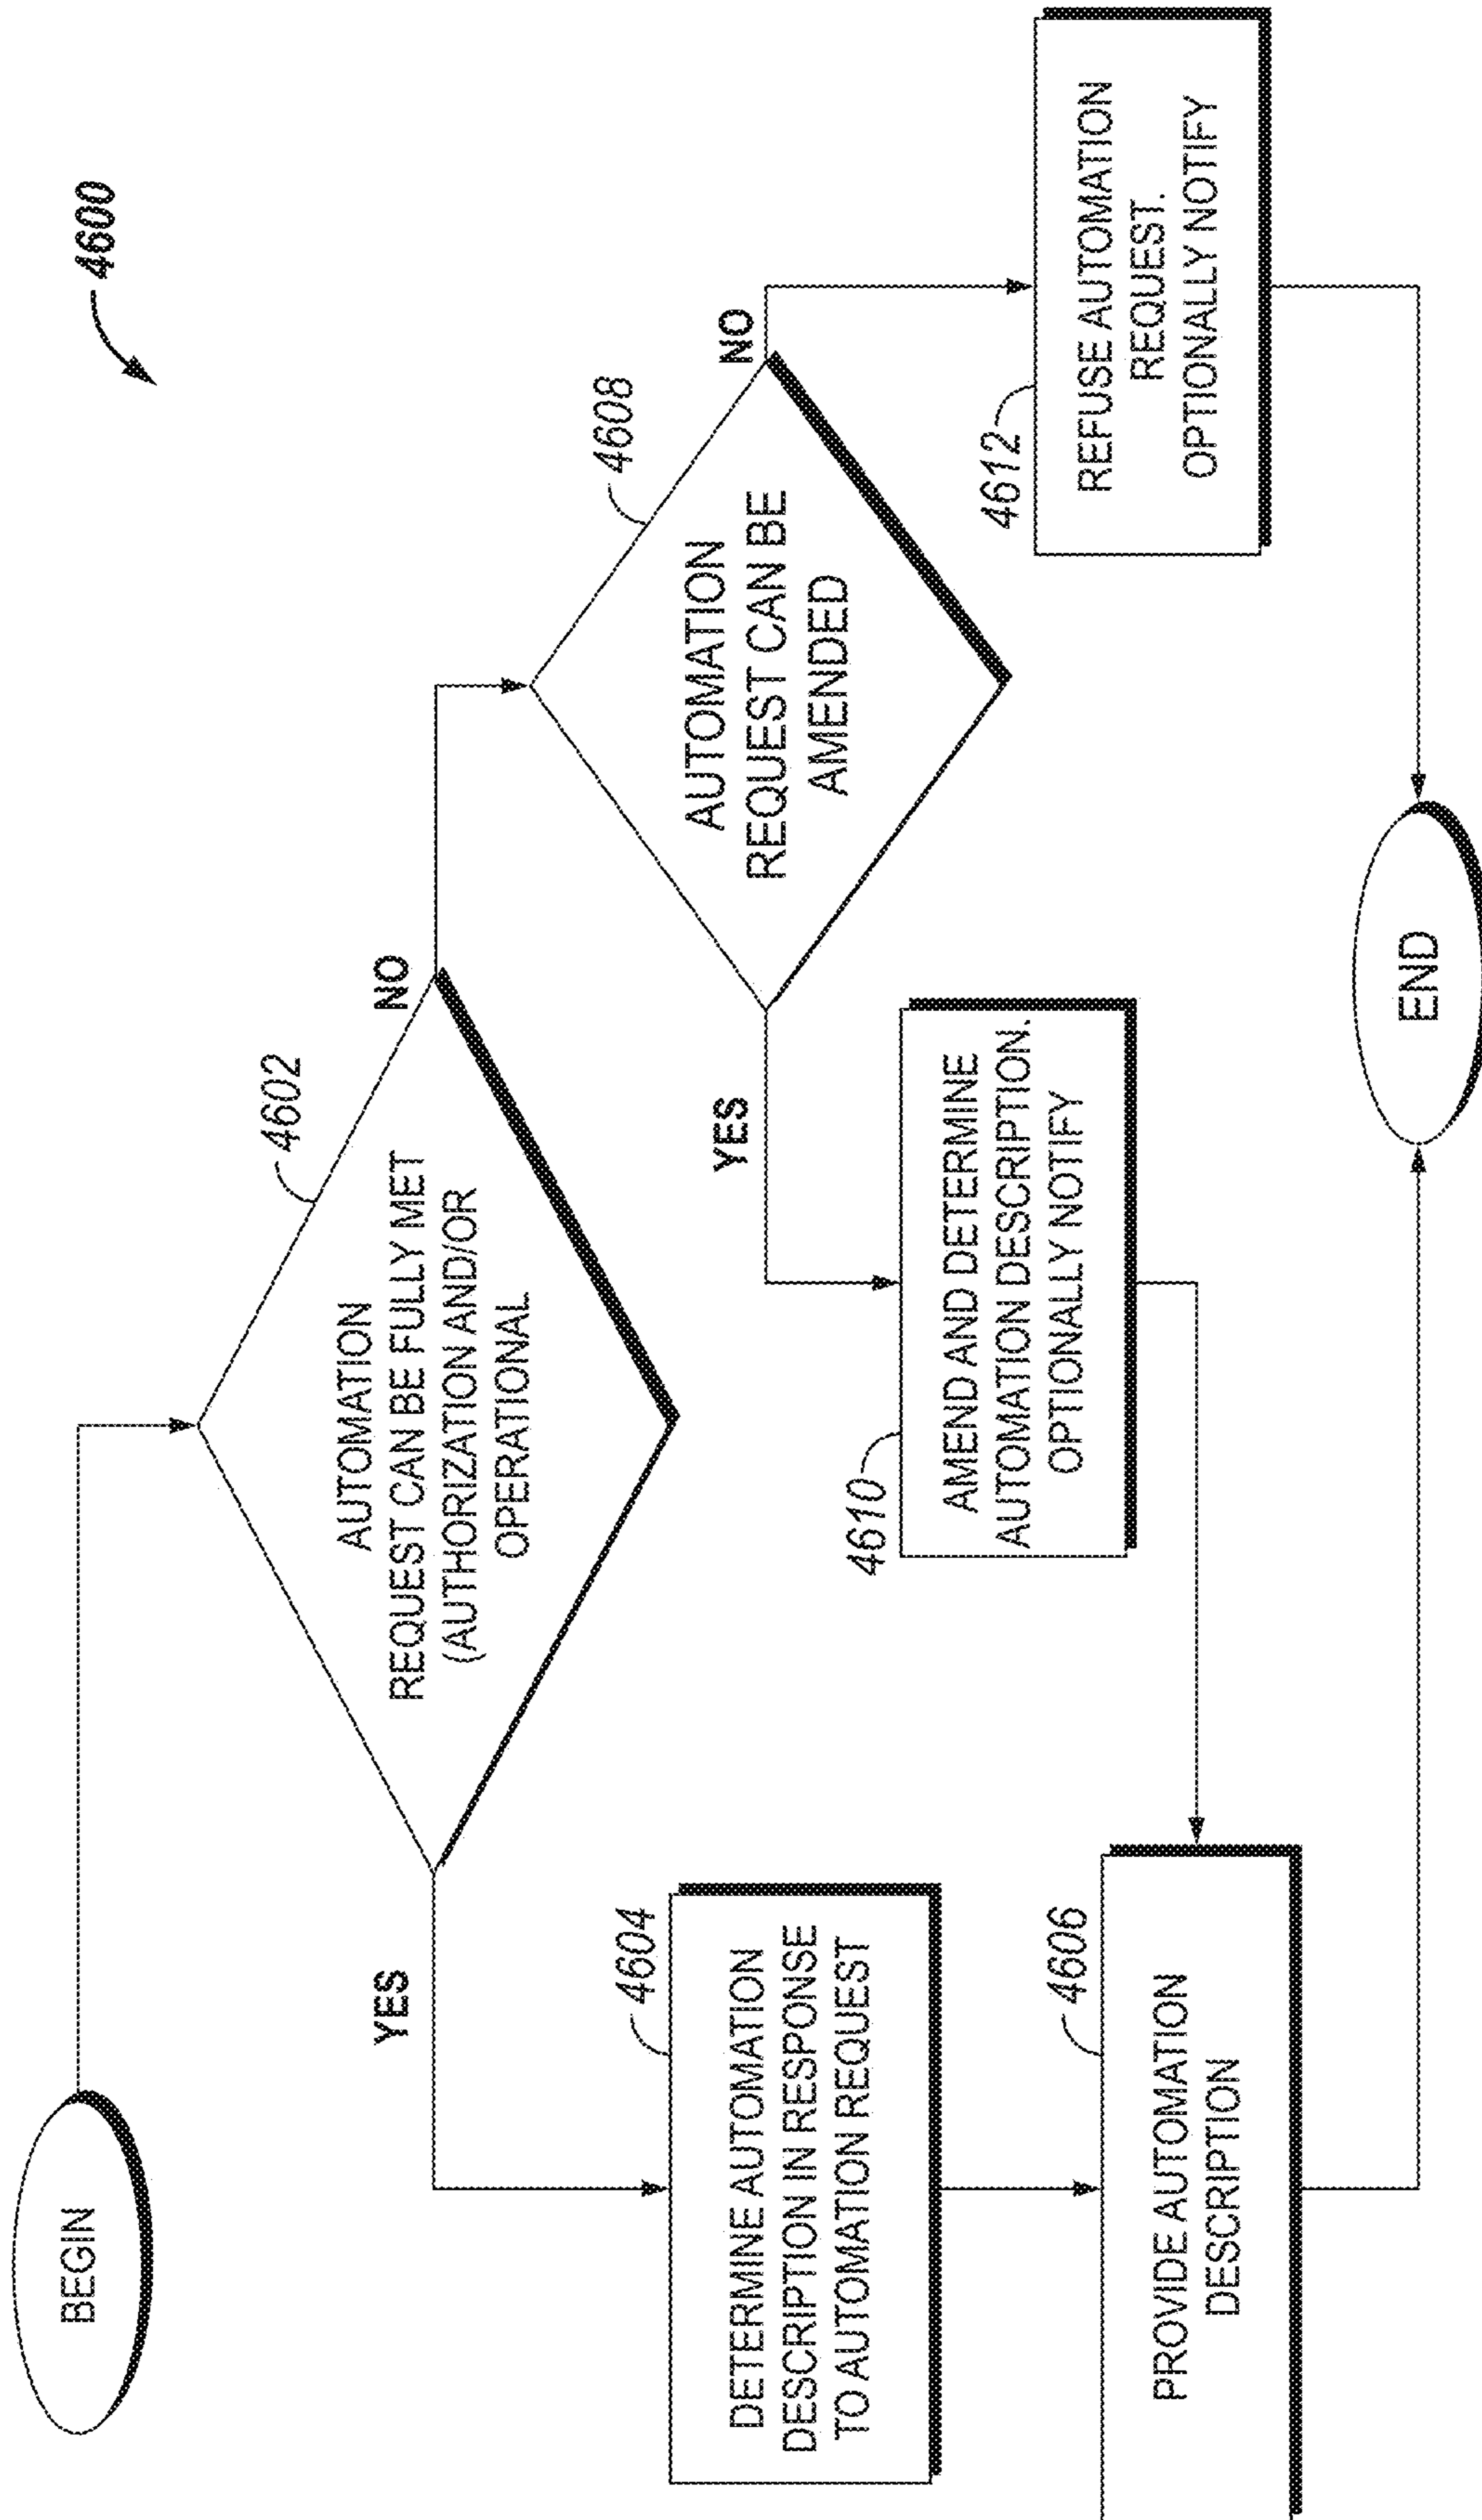 4600
BEGIN
4602
AUTOMATION
REQUEST CAN BE FULLY MET
(AUTHORIZATION AND/OR
OPERATIONAL
YES
NO
4604
DETERMINE AUTOMATION
DESCRIPTION IN RESPONSE
TO AUTOMATION REQUEST
4608
AUTOMATION
REQUEST CAN BE
AMENDED
YES
NO
4610
AMEND AND DETERMINE
AUTOMATION DESCRIPTION.
OPTIONALLY NOTIFY
4612
REFUSE AUTOMATION
REQUEST.
OPTIONALLY NOTIFY
4606
PROVIDE AUTOMATION
DESCRIPTION
END